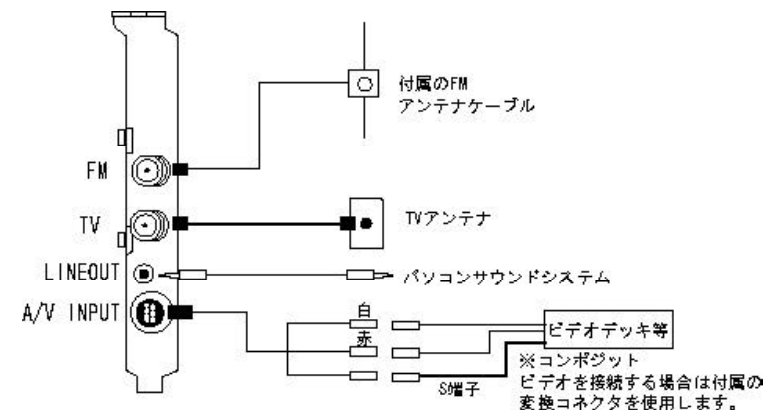 付属のFM
アンテナケーブル
FM
TV
TVアンテナ
LINEOUT
パソコンサウンドシステム
A/V INPUT
白
赤
ビデオデッキ等
S端子
※コンポジット
ビデオを接続する場合は付属の
変換コネクタを使用します。